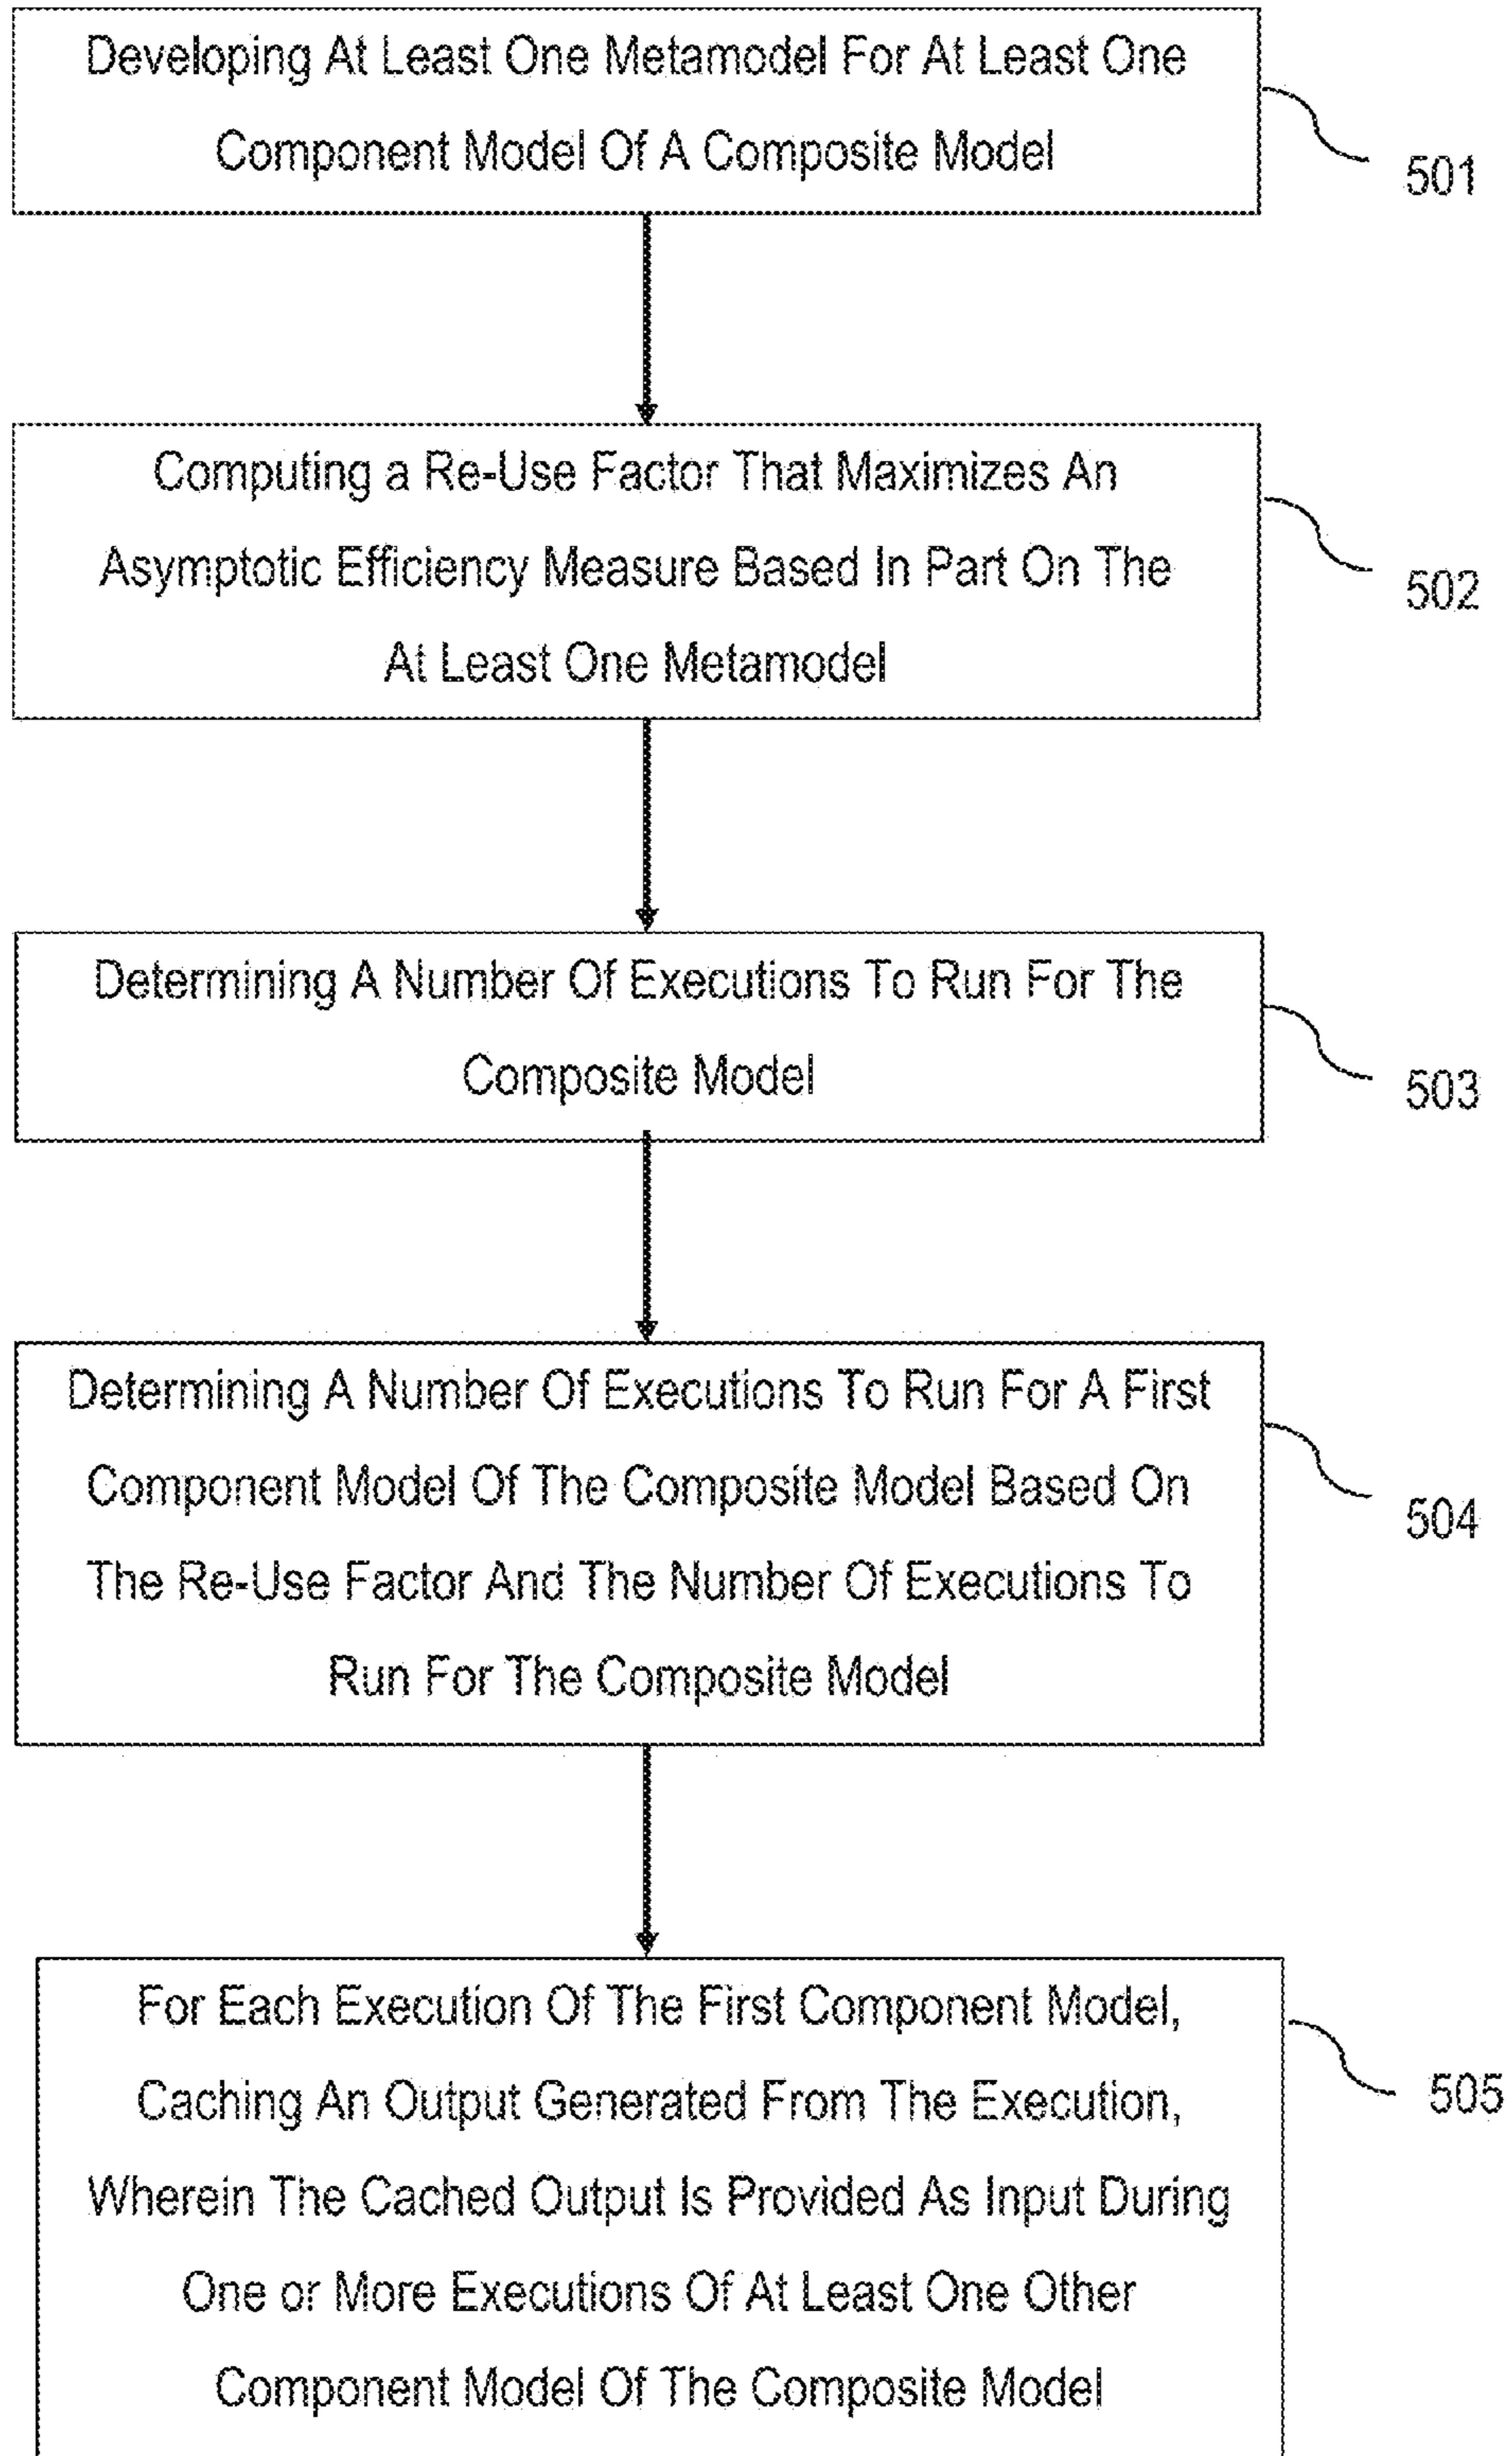 Developing At Least One Metamodel For At Least One
Component Model Of A Composite Model
501
Computing a Re-Use Factor That Maximizes An
Asymptotic Efficiency Measure Based In Part On The
At Least One Metamodel
502
Determining A Number Of Executions To Run For The
Composite Model
503
Determining A Number Of Executions To Run For A First
Component Model Of The Composite Model Based On
The Re-Use Factor And The Number Of Executions To
Run For The Composite Model
504
For Each Execution Of The First Component Model,
Caching An Output Generated From The Execution,
Wherein The Cached Output Is Provided As Input During
One or More Executions Of At Least One Other
Component Model Of The Composite Model
505